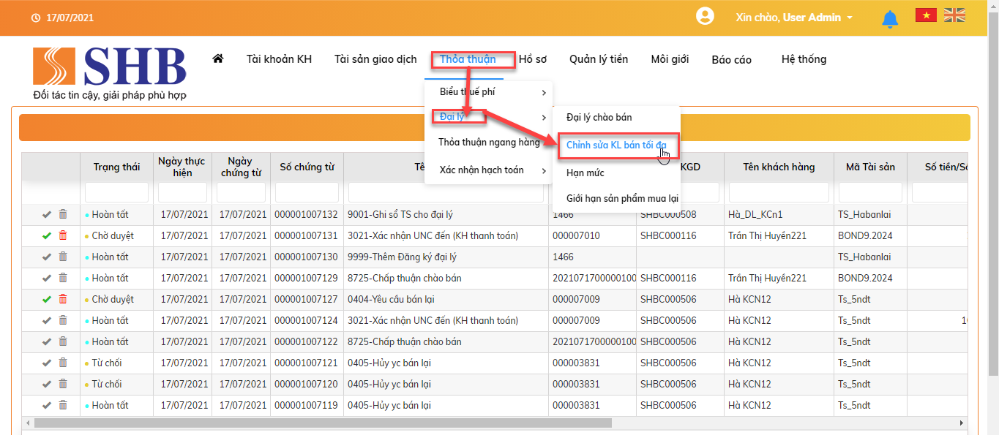 17/07/2021
Xin chào, User Admin
SHB
Đối tác tin cậy, giải pháp phù hợp
Tài khoản KH
Tài sản giao dịch
Thỏa thuận
Hồ sơ
Quản lý tiền
Môi giới
Báo cáo
Hệ thống
Biểu thuế phí
Đại lý
Thỏa thuận ngang hàng
Xác nhận hạch toán
Đại lý chào bán
Chỉnh sửa KL bán tối đa
Hạn mức
Giới hạn sản phẩm mua lại
Trạng thái
Ngày thực hiện
Ngày chứng từ
Số chứng từ
KGD
Tên khách hàng
Mã Tài sản
Số tiền/Số
Hoàn tất 17/07/2021 17/07/2021 000001007132 9001-Ghi sổ TS cho đại lý 1466 SHBC000508 Hà_DL_KCn1 TS_Habanlai
Chờ duyệt 17/07/2021 17/07/2021 000001007131 3021-Xác nhận UNC đến (KH thanh toán) 000007010 SHBC000116 Trần Thị Huyền221 BOND9.2024
Hoàn tất 17/07/2021 17/07/2021 000001007130 9999-Thêm Đăng ký đại lý 1466 TS_Habanlai
Hoàn tất 17/07/2021 17/07/2021 000001007129 8725-Chấp thuận chào bán 2021071700000100 SHBC000116 Trần Thị Huyền221 BOND9.2024
Chờ duyệt 17/07/2021 17/07/2021 000001007127 0404-Yêu cầu bán lại 000007009 SHBC000506 Hà KCN12 Ts_5ndt
Hoàn tất 17/07/2021 17/07/2021 000001007124 3021-Xác nhận UNC đến (KH thanh toán) 000007009 SHBC000506 Hà KCN12 Ts_5ndt
Hoàn tất 17/07/2021 17/07/2021 000001007122 8725-Chấp thuận chào bán 2021071700000100 SHBC000506 Hà KCN12 Ts_5ndt
Từ chối 17/07/2021 17/07/2021 000001007121 0405-Hủy yc bán lại 000003831 SHBC000506 Hà KCN12 Ts_5ndt
Từ chối 17/07/2021 17/07/2021 000001007120 0405-Hủy yc bán lại 000003831 SHBC000506 Hà KCN12 Ts_5ndt
Hoàn tất 17/07/2021 17/07/2021 000001007119 0405-Hủy yc bán lại 000003831 SHBC000506 Hà KCN12 Ts_5ndt